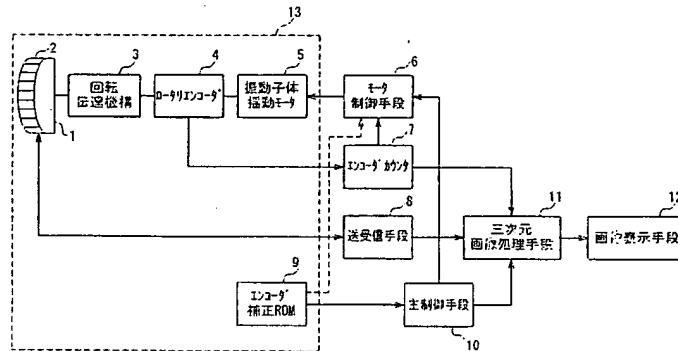 13
2
3
4
5
6
回転
伝達機構
ロータリエンコーダ
振動子体
揺動モータ
モータ
制御手段
1
7
エンコーダカウンタ
8
11
12
送受信手段
三次元
画像処理手段
画像表示手段
9
エンコーダ
補正ROM
主制御手段
10